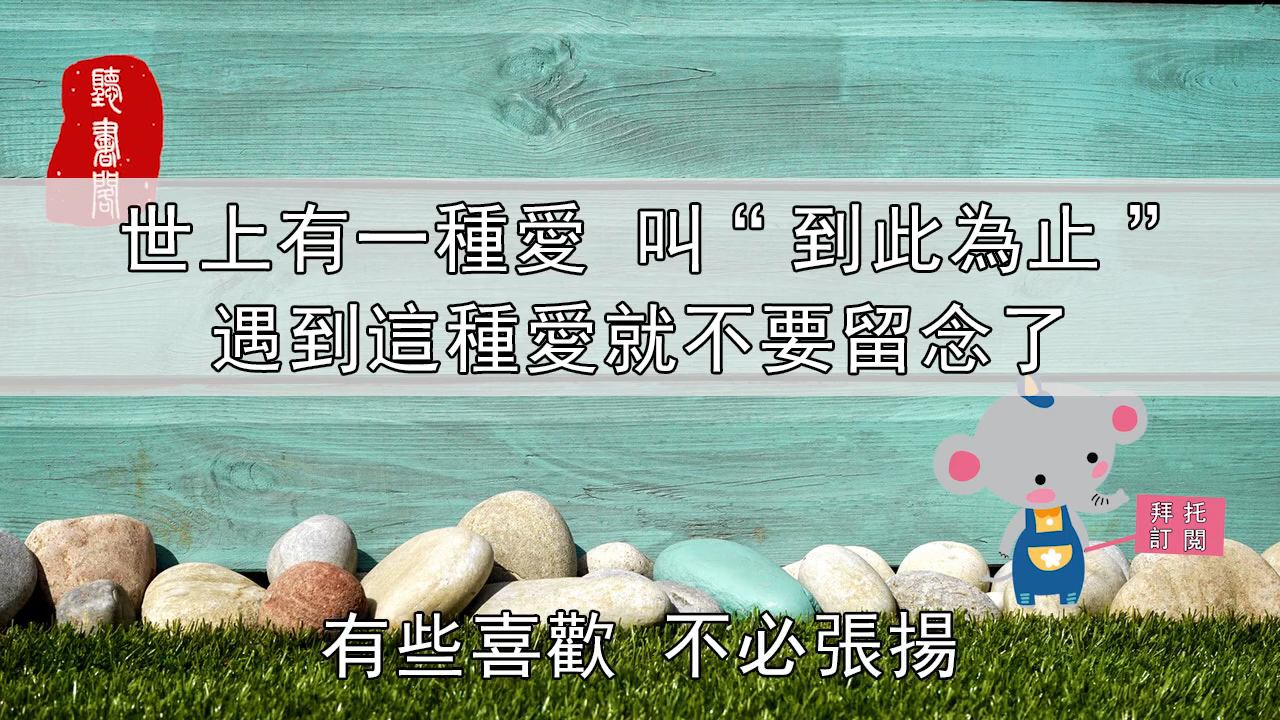 聽書閣
世上有一種愛 叫“到此為止”
遇到這種愛就不要留念了
拜托
訂閱
有些喜歡 不必張揚